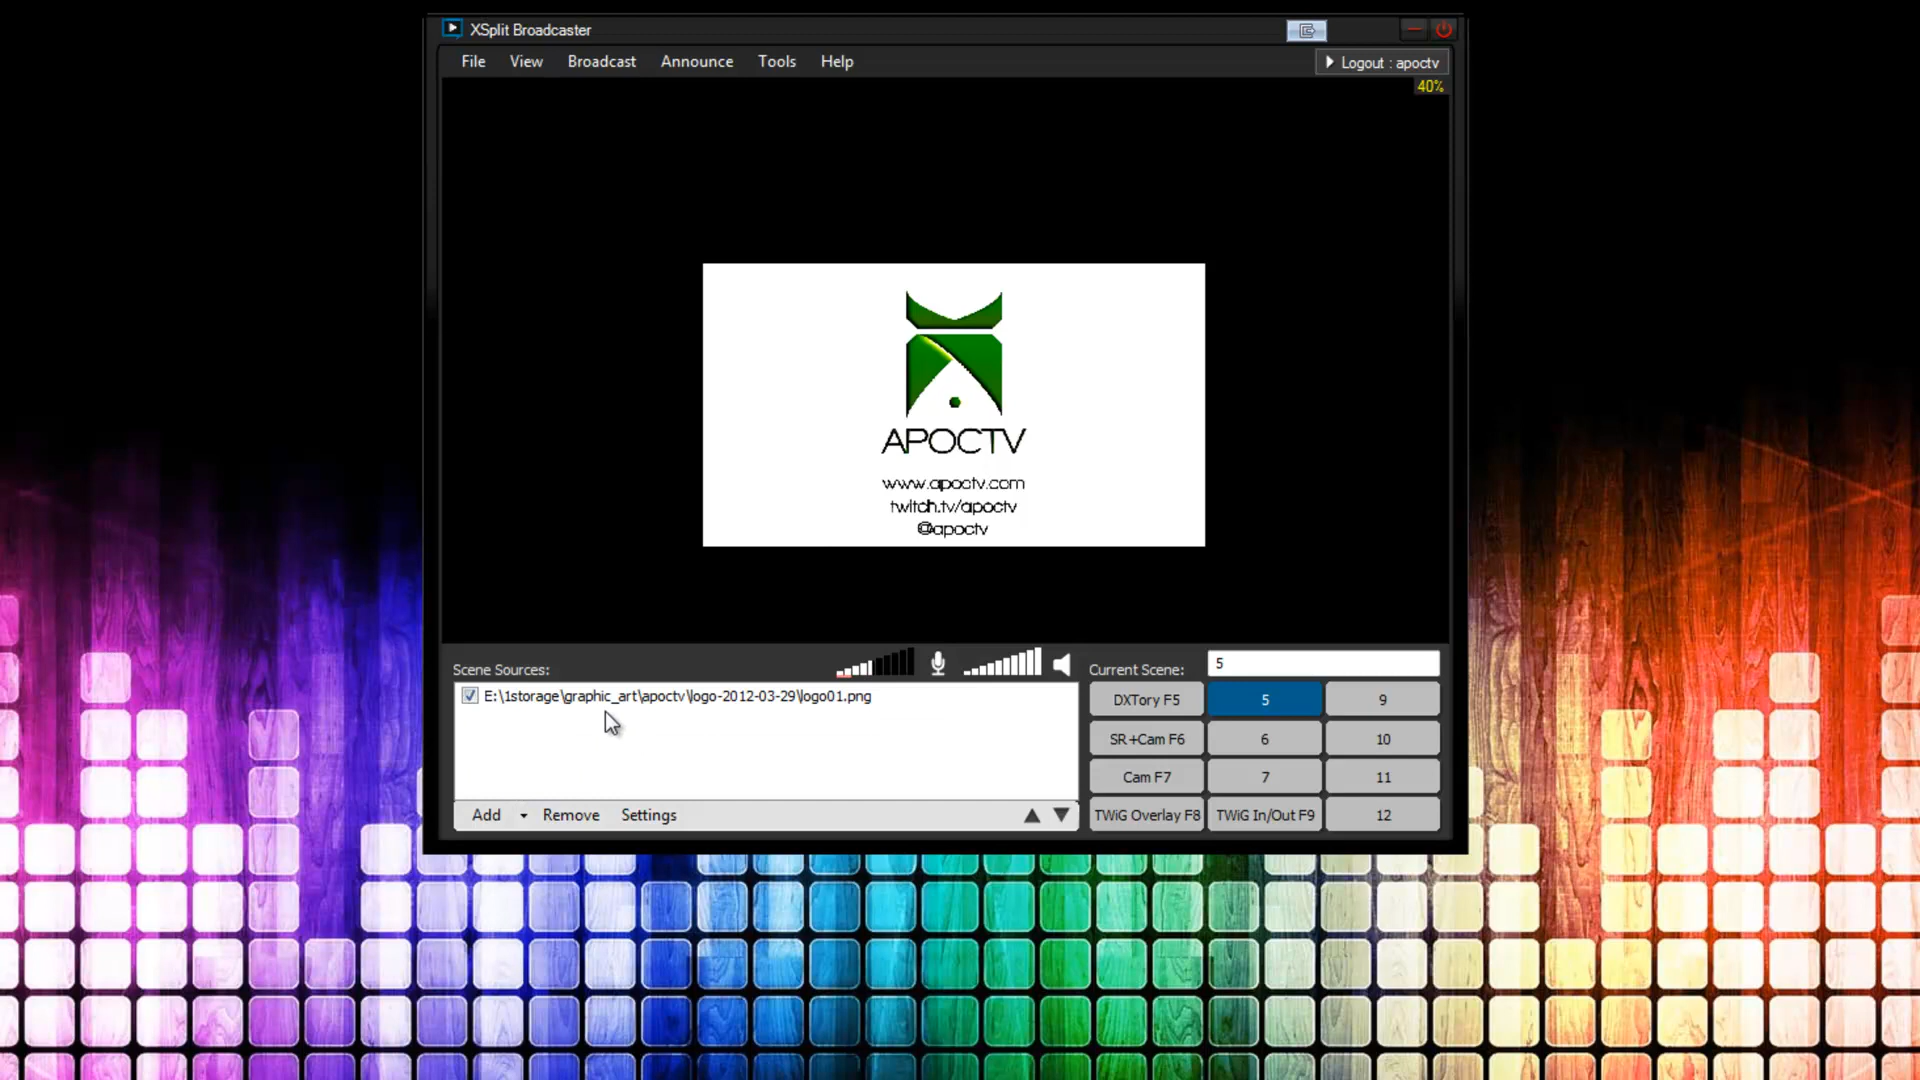 XSplit Broadcaster
File View Broadcast Announce Tools Help
Logout : apoctv
40%
APOCTV
www.apoctv.com
twitch.tv/apoctv
@apoctv
Scene Sources:
Current Scene: 5
E:\1storage\graphic_art\apoctv\logo-2012-03-29\logo01.png
DXTory F5 5 9
SR+Cam F6 6 10
Cam F7 7 11
TWiG Overlay F8 TWiG In/Out F9 12
Add Remove Settings